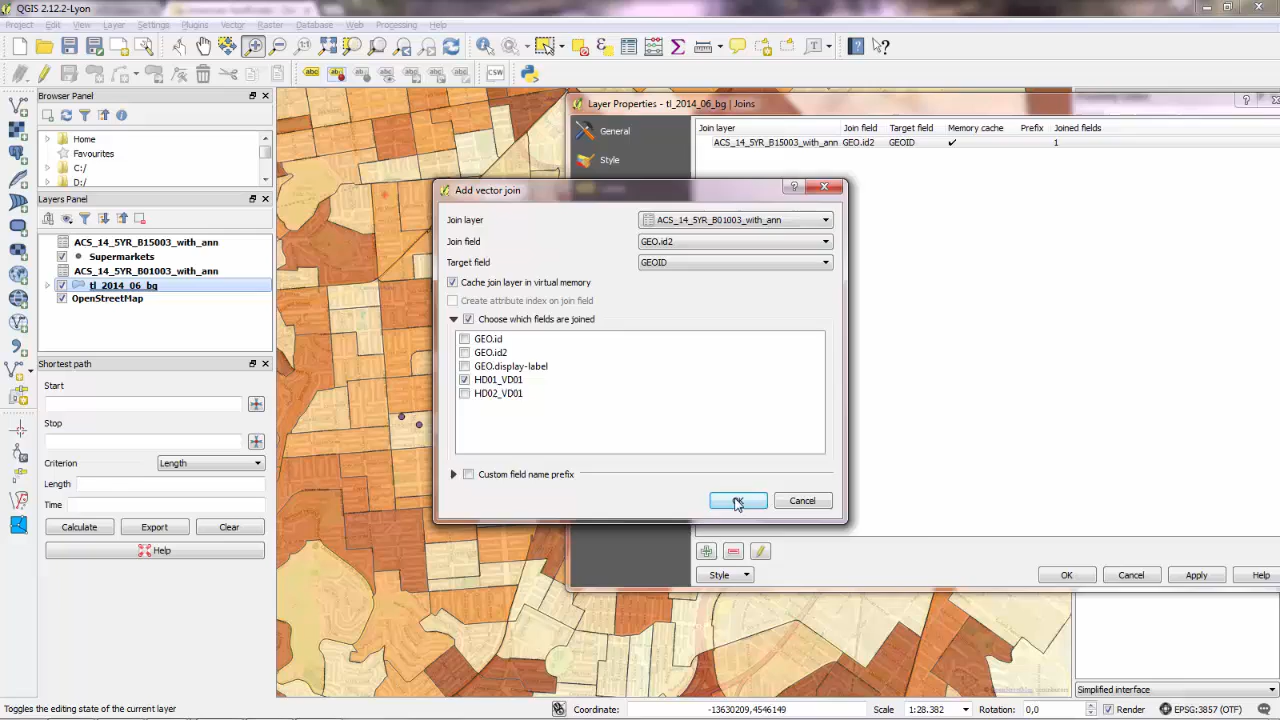 QGIS 2.12.2-Lyon
Project Edit View Layer Settings Plugins Vector Raster Database Web Processing Help
Browser Panel
Home
Favourites
C:/
D:/
Layers Panel
ACS_14_5YR_B15003_with_ann
Supermarkets
ACS_14_5YR_B01003_with_ann
tl_2014_06_bg
OpenStreetMap
Shortest path
Start
Stop
Criterion Length
Length
Time
Calculate Export Clear
Help
Layer Properties - tl_2014_06_bg | Joins
General
Style
Join layer Join field Target field Memory cache Prefix Joined fields
ACS_14_5YR_B15003_with_ann GEO.id2 GEOID 1
Add vector join
Join layer ACS_14_5YR_B01003_with_ann
Join field GEO.id2
Target field GEOID
Cache join layer in virtual memory
Create attribute index on join field
Choose which fields are joined
GEO.id
GEO.id2
GEO.display-label
HD01_VD01
HD02_VD01
Custom field name prefix
Cancel
Style OK Cancel Apply Help
Simplified interface
Toggles the editing state of the current layer Coordinate: -13630209,4546149 Scale 1:28.382 Rotation: 0,0 Render EPSG:3857 (OTF)